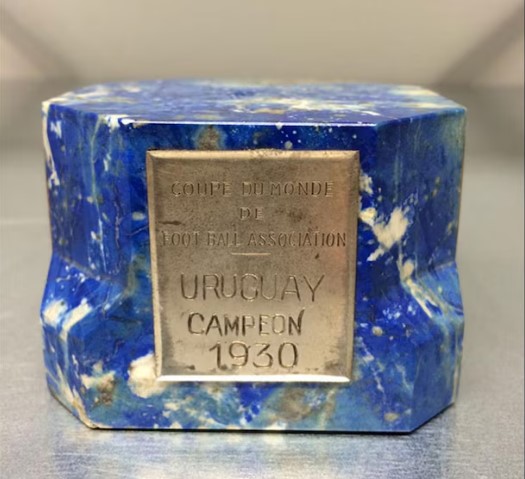 COUPE DU MONDE
DE
FOOT BALL ASSOCIATION
URUGUAY
CAMPEON
1930